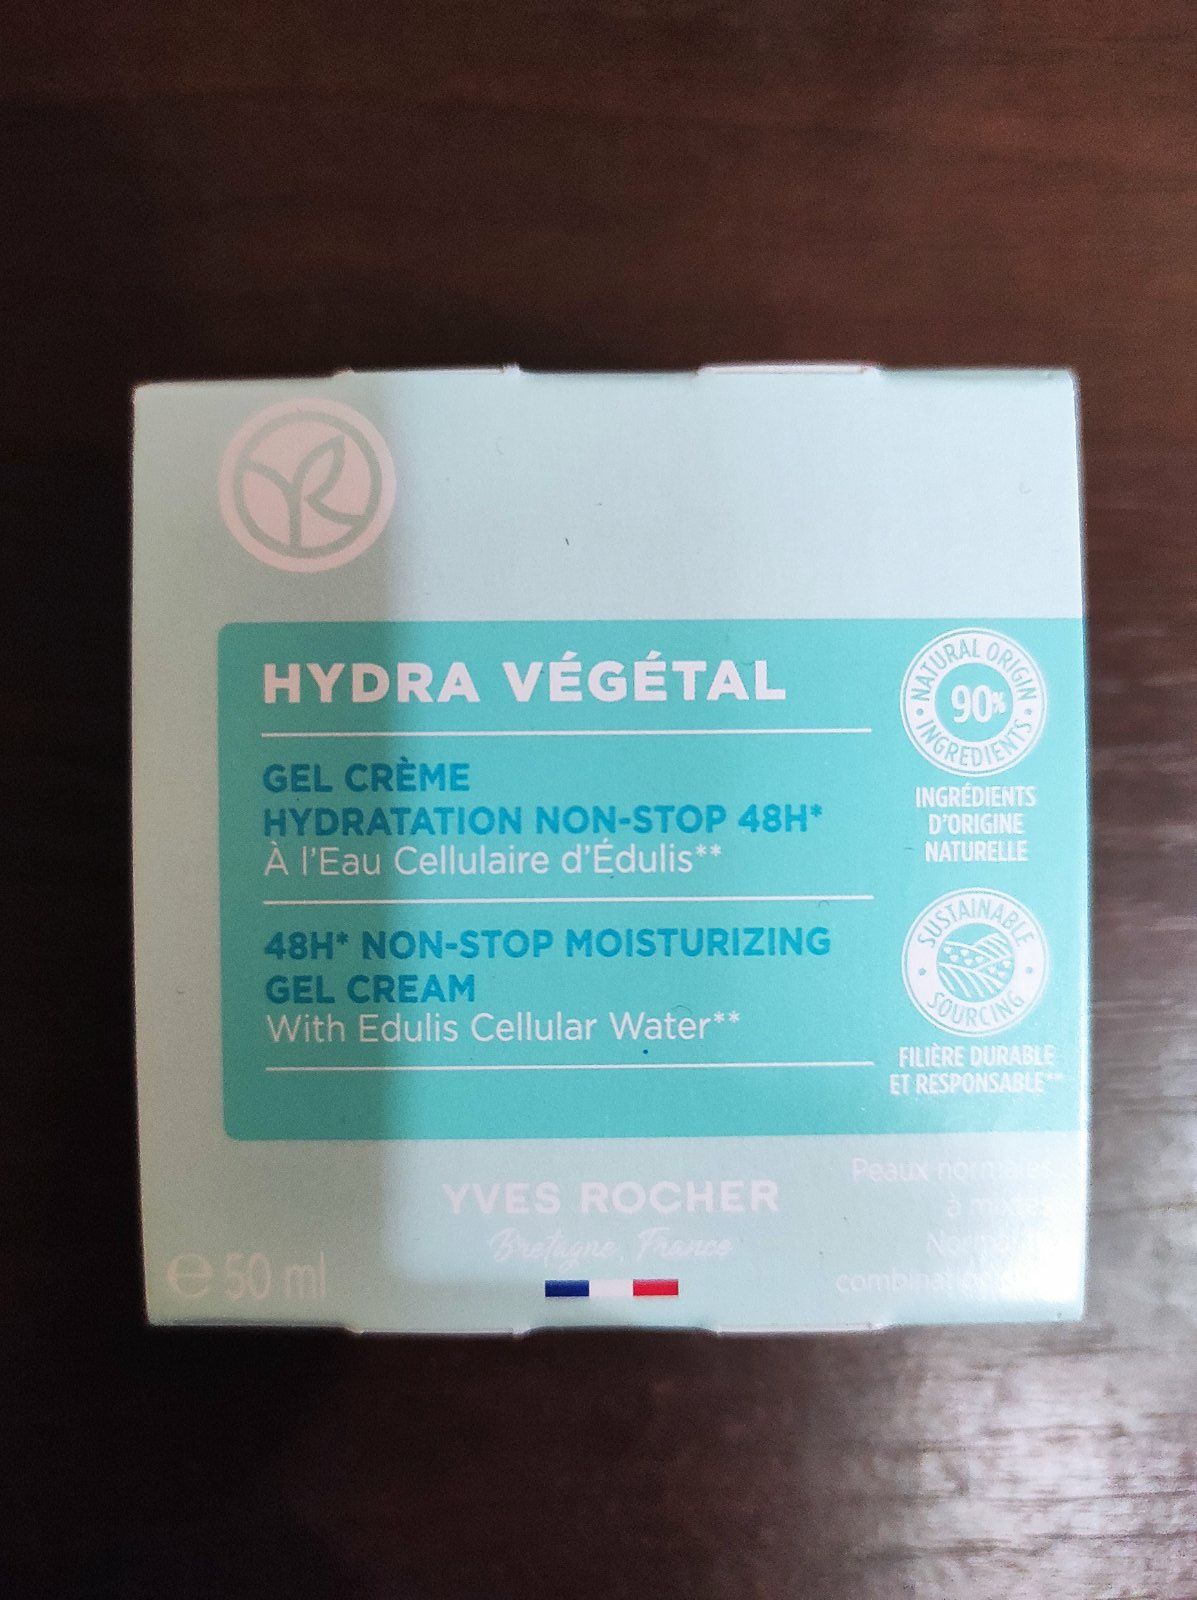 HYDRA VÉGÉTAL
GEL CRÈME
HYDRATATION NON-STOP 48H*
À l'Eau Cellulaire d'Édulis**
48H* NON-STOP MOISTURIZING
GEL CREAM
With Edulis Cellular Water**
NATURAL ORIGIN
90%
INGREDIENTS
INGRÉDIENTS
D'ORIGINE
NATURELLE
SUSTAINABLE
SOURCING
FILIÈRE DURABLE
ET RESPONSABLE**
YVES ROCHER
Bretagne, France
Peaux normales
à mixtes
e 50 ml